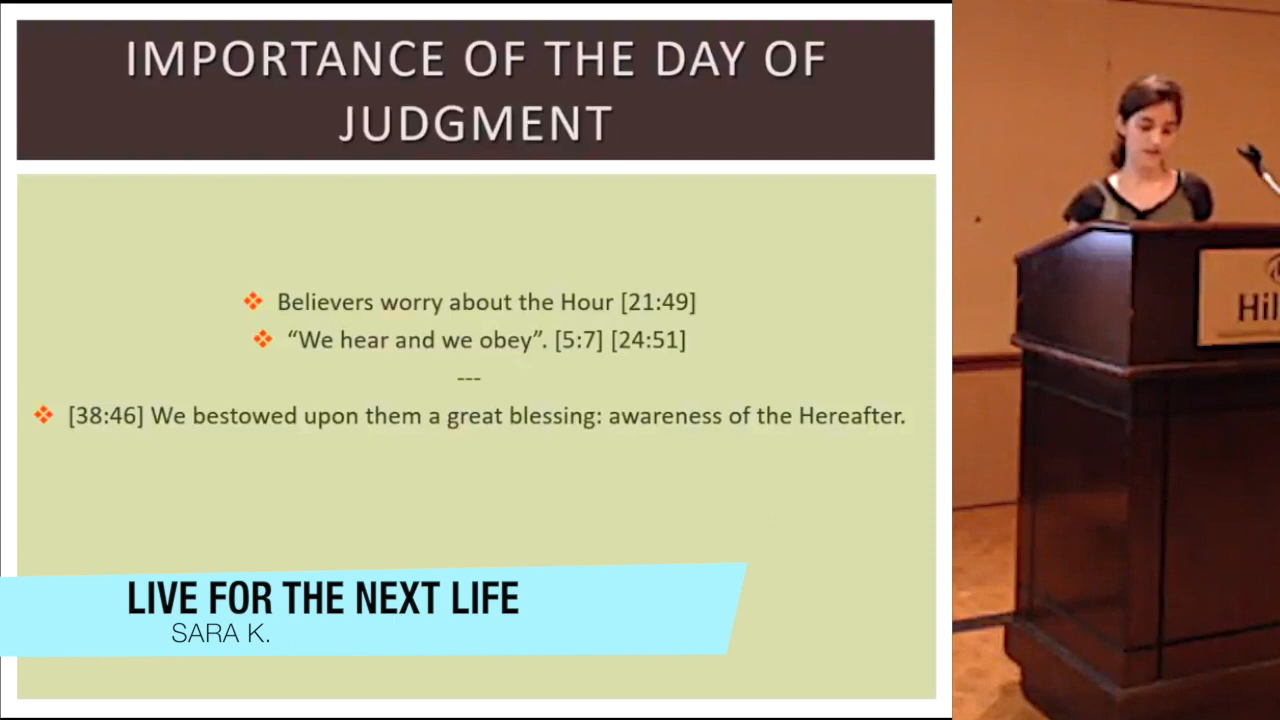 IMPORTANCE OF THE DAY OF
JUDGMENT
❖ Believers worry about the Hour [21:49]
❖ “We hear and we obey”. [5:7] [24:51]
---
❖ [38:46] We bestowed upon them a great blessing: awareness of the Hereafter.
LIVE FOR THE NEXT LIFE
SARA K.
Hil